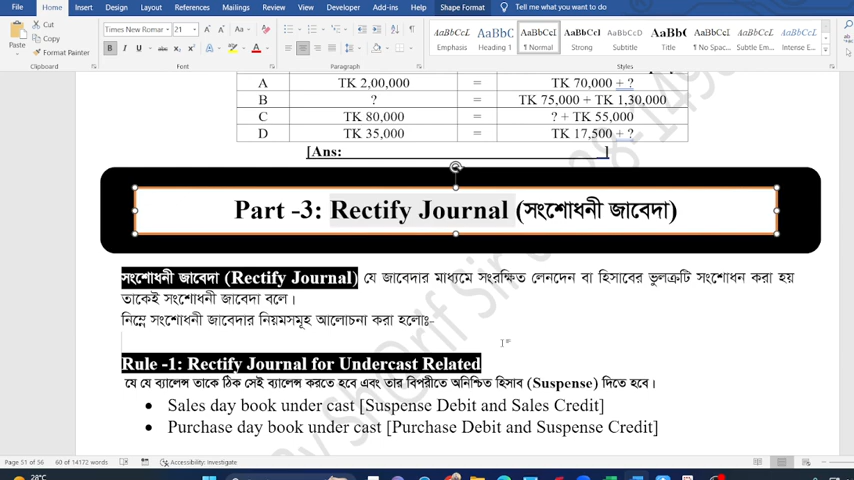 File Home Insert Design Layout References Mailings Review View Developer Add-ins Help Shape Format Tell me what you want to do
Paste
Cut
Copy
Format Painter
Times New Roman 21
AaBbCcI AaBbC AaBbCcI AaBbCcl AaBbCcD AaBbC AaBbCcI AaBbCcI AaBbCcI
Emphasis Heading 1 ¶ Normal Strong Subtitle Title ¶ No Spac... Subtle Em... Intense E...
Clipboard Font Paragraph Styles
A TK 2,00,000 = TK 70,000 + ?
B ? = TK 75,000 + TK 1,30,000
C TK 80,000 = ? + TK 55,000
D TK 35,000 = TK 17,500 + ?
[Ans: ]
Part -3: Rectify Journal (সংশোধনী জাবেদা)
সংশোধনী জাবেদা (Rectify Journal) যে জাবেদার মাধ্যমে সংরক্ষিত লেনদেন বা হিসাবের ভুলত্রুটি সংশোধন করা হয়
তাকেই সংশোধনী জাবেদা বলে।
নিম্নে সংশোধনী জাবেদার নিয়মসমূহ আলোচনা করা হলোঃ-
Rule -1: Rectify Journal for Undercast Related
যে যে ব্যালেন্স তাকে ঠিক সেই ব্যালেন্স করতে হবে এবং তার বিপরীতে অনিশ্চিত হিসাব (Suspense) দিতে হবে।
• Sales day book under cast [Suspense Debit and Sales Credit]
• Purchase day book under cast [Purchase Debit and Suspense Credit]
Page 51 of 56 60 of 14172 words Accessibility: Investigate
28°C